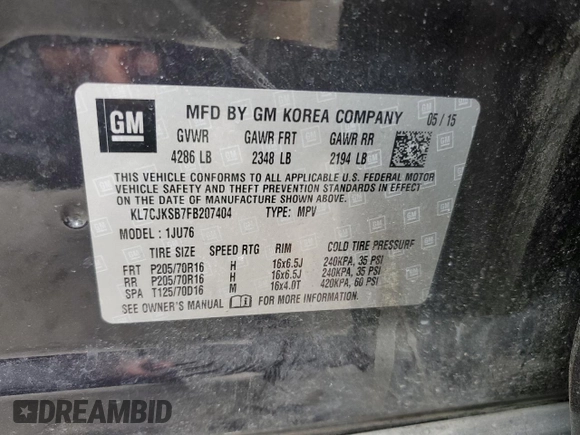 GM
MFD BY GM KOREA COMPANY 05 / 15
GVWR GAWR FRT GAWR RR
4286 LB 2348 LB 2194 LB
THIS VEHICLE CONFORMS TO ALL APPLICABLE U.S. FEDERAL MOTOR
VEHICLE SAFETY AND THEFT PREVENTION STANDARDS IN EFFECT
ON THE DATE OF MANUFACTURE SHOWN ABOVE.
KL7CJKSB7FB207404 TYPE: MPV
MODEL : 1JU76
TIRE SIZE SPEED RTG RIM COLD TIRE PRESSURE
FRT P205/70R16 H 16x6.5J 240KPA, 35 PSI
RR P205/70R16 H 16x6.5J 240KPA, 35 PSI
SPA T125/70D16 M 16x4.0T 420KPA, 60 PSI
SEE OWNER'S MANUAL FOR MORE INFORMATION.
DREAMBID